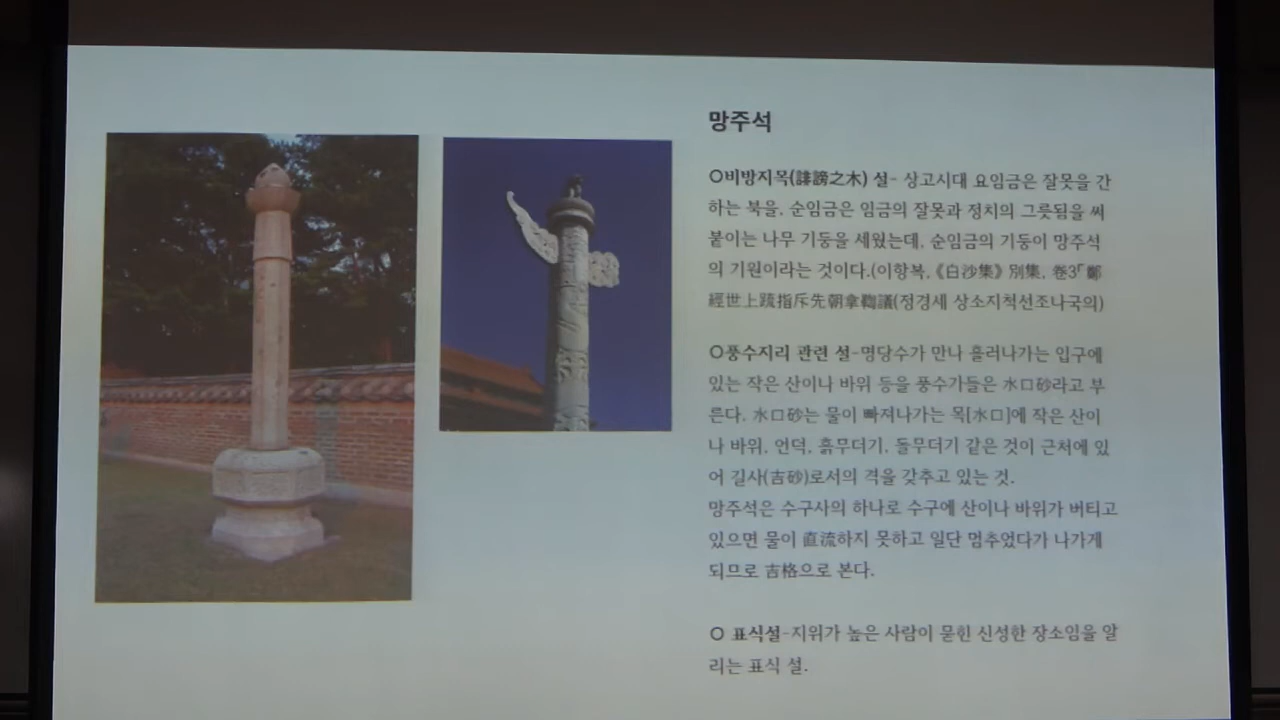 망주석
○비방지목(誹謗之木) 설- 상고시대 요임금은 잘못을 간
하는 북을, 순임금은 임금의 잘못과 정치의 그릇됨을 써
붙이는 나무 기둥을 세웠는데, 순임금의 기둥이 망주석
의 기원이라는 것이다.(이항복,《白沙集》別集, 卷3「鄭
經世上疏指斥先朝拿鞫議(정경세 상소지척선조나국의)
○풍수지리 관련 설-명당수가 만나 흘러나가는 입구에
있는 작은 산이나 바위 등을 풍수가들은 水口砂라고 부
른다. 水口砂는 물이 빠져나가는 목[水口]에 작은 산이
나 바위, 언덕, 흙무더기, 돌무더기 같은 것이 근처에 있
어 길사(吉砂)로서의 격을 갖추고 있는 것.
망주석은 수구사의 하나로 수구에 산이나 바위가 버티고
있으면 물이 直流하지 못하고 일단 멈추었다가 나가게
되므로 吉格으로 본다.
○ 표식설-지위가 높은 사람이 묻힌 신성한 장소임을 알
리는 표식 설.